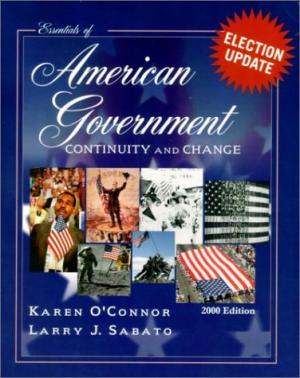 Essentials of
American
Government
CONTINUITY AND CHANGE
ELECTION
UPDATE
KAREN O'CONNOR
LARRY J. SABATO
2000 Edition